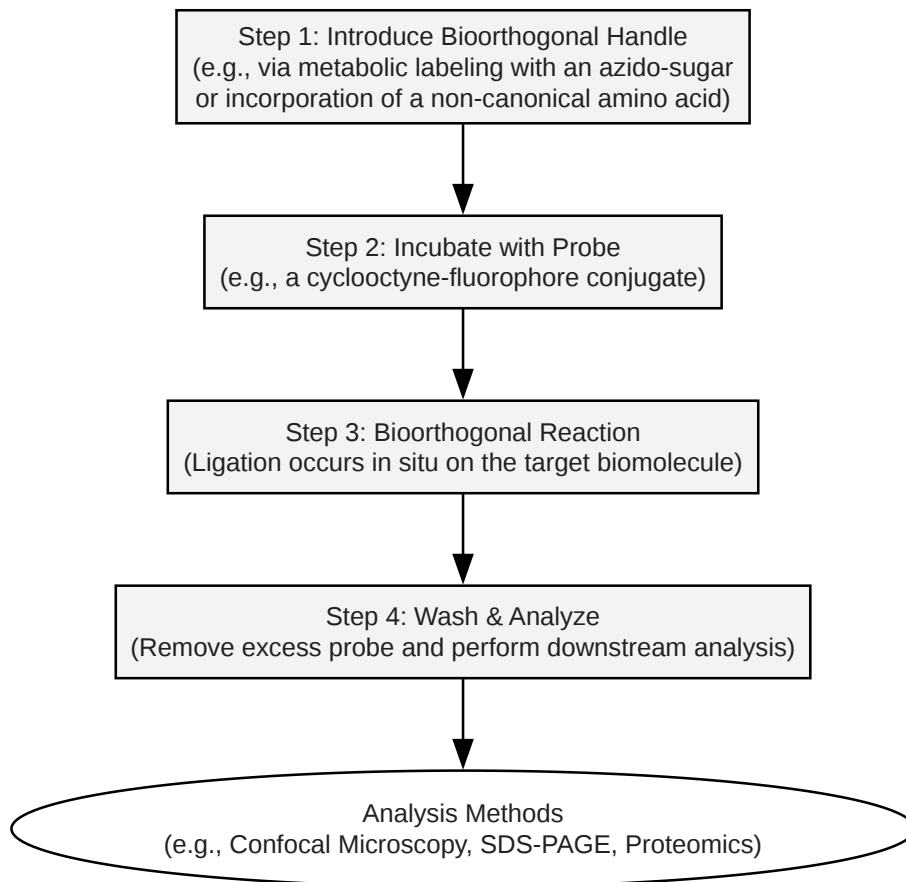 Step 1: Introduce Bioorthogonal Handle
(e.g., via metabolic labeling with an azido-sugar
or incorporation of a non-canonical amino acid)
Step 2: Incubate with Probe
(e.g., a cyclooctyne-fluorophore conjugate)
Step 3: Bioorthogonal Reaction
(Ligation occurs in situ on the target biomolecule)
Step 4: Wash & Analyze
(Remove excess probe and perform downstream analysis)
Analysis Methods
(e.g., Confocal Microscopy, SDS-PAGE, Proteomics)